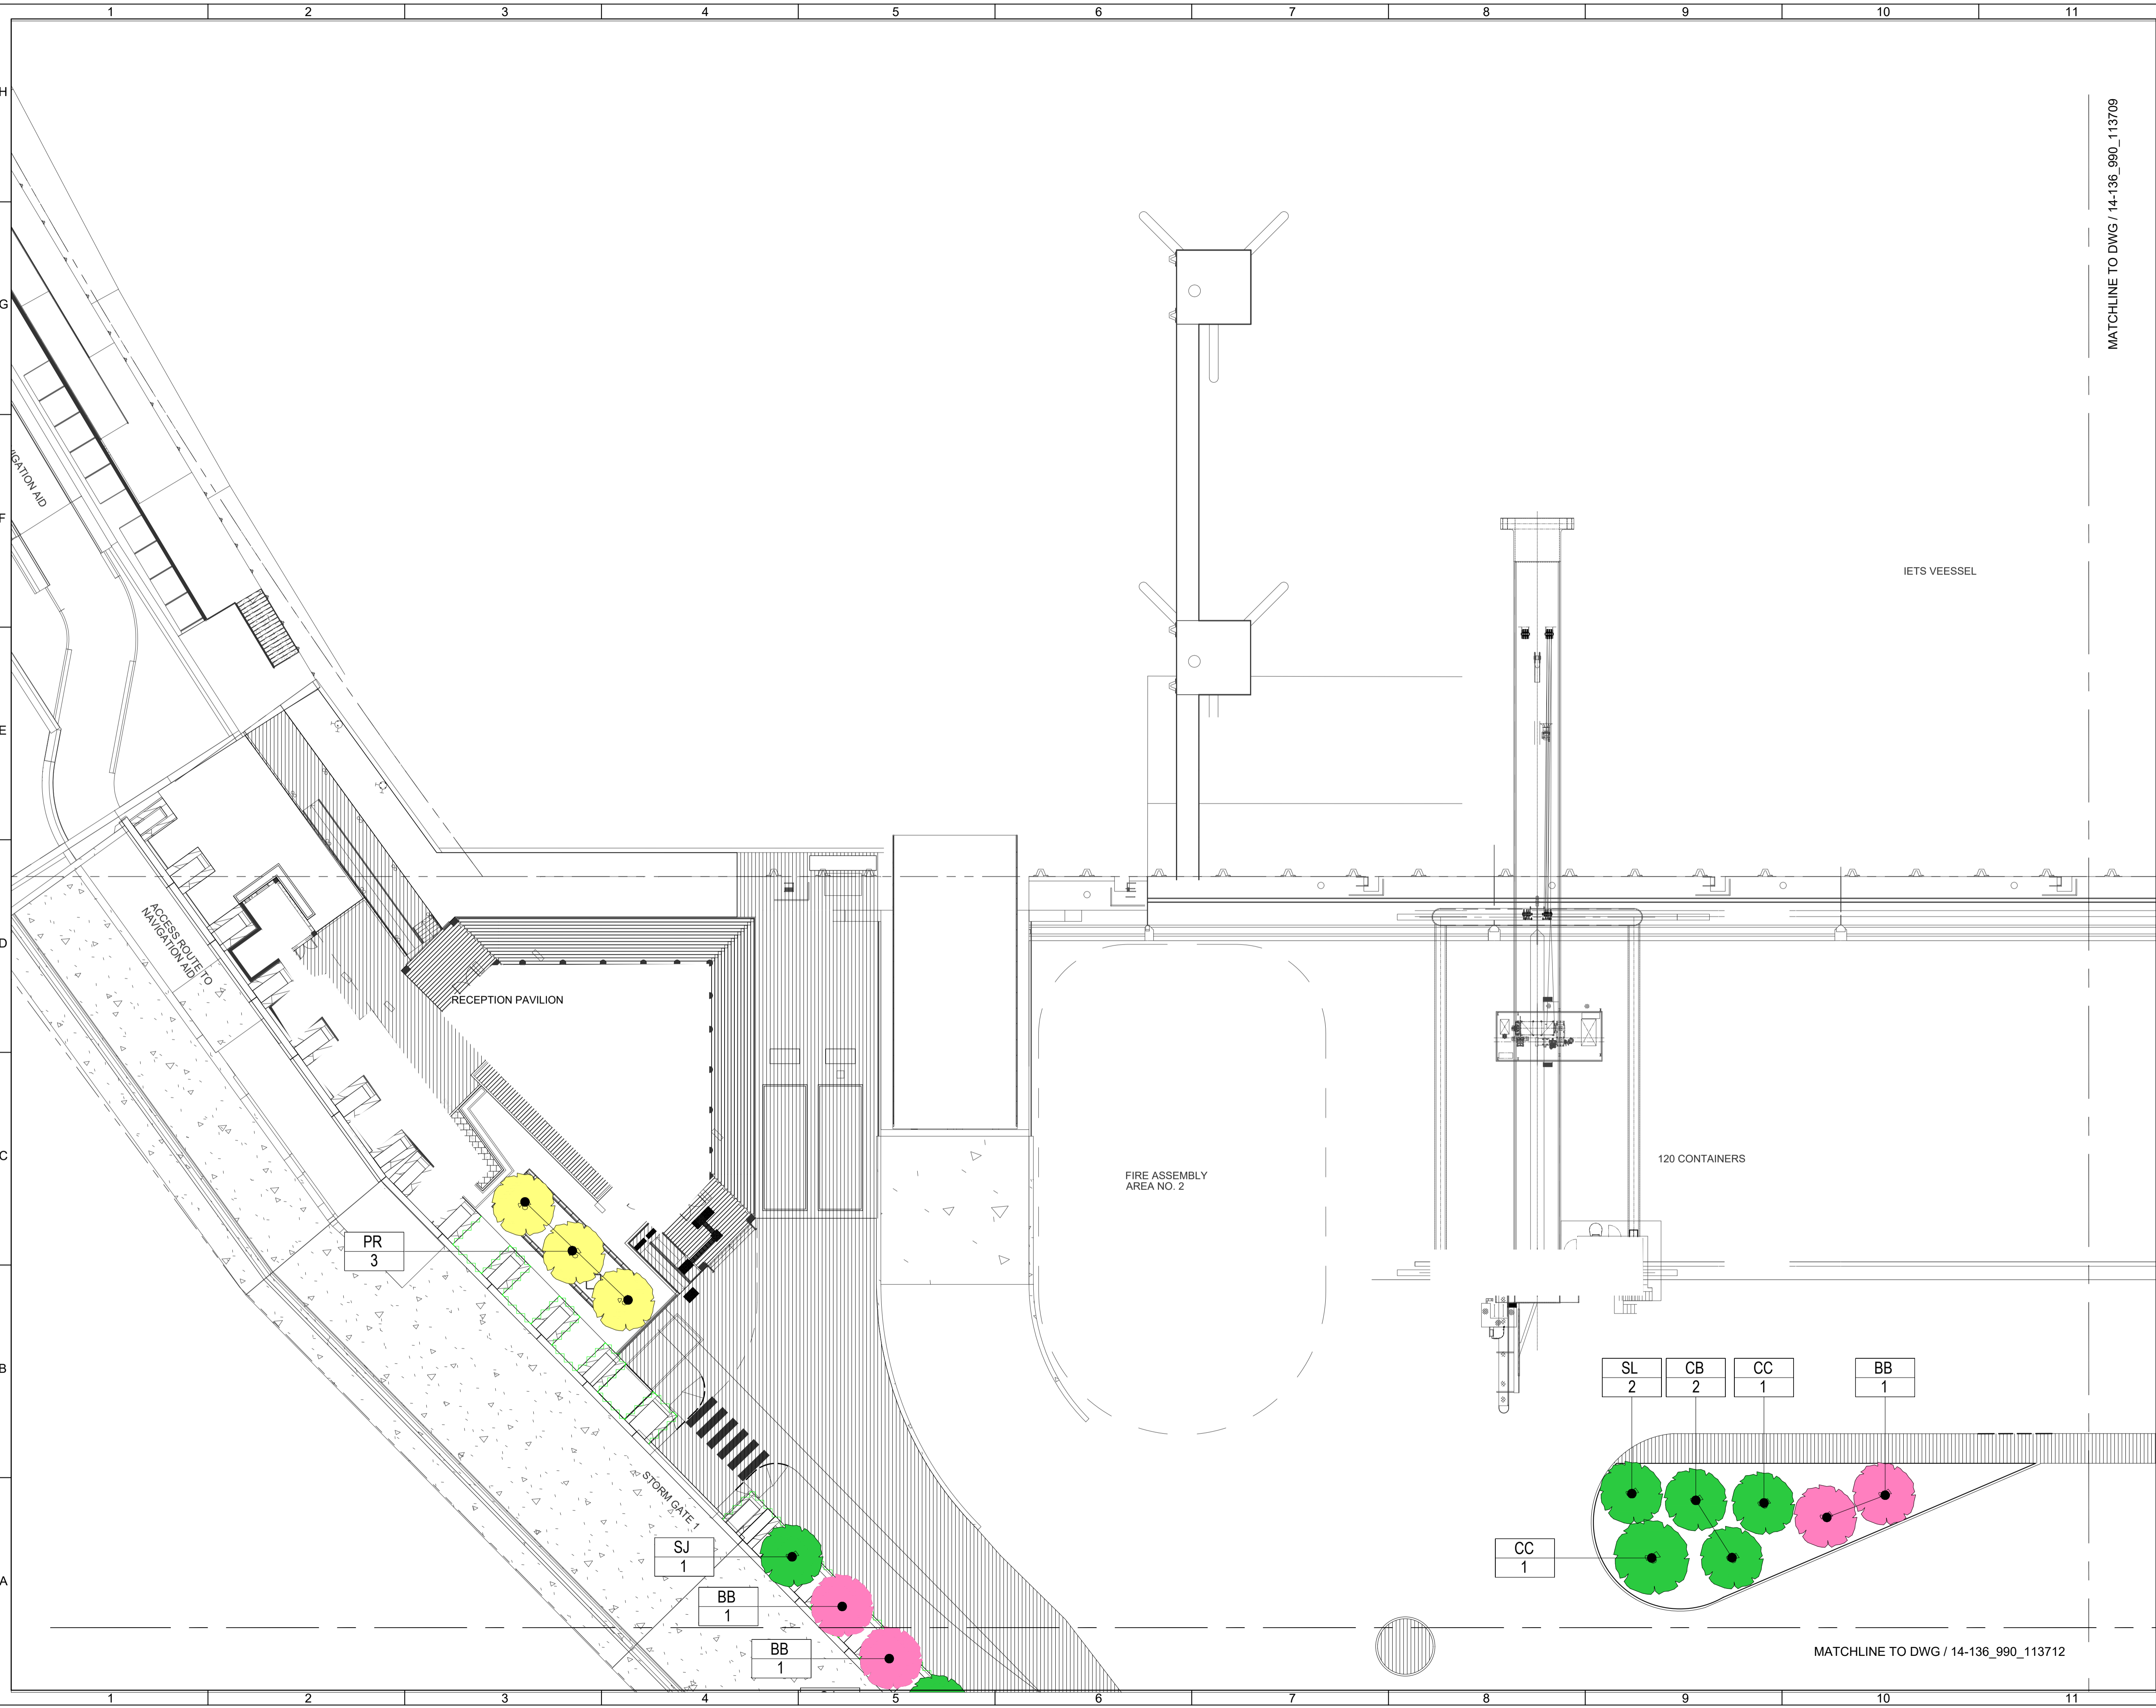 1 2 3 4 5 6 7 8 9 10 11
H
MATCHLINE TO DWG / 14-136_990_113709
G
AID
F
IETS VEESSEL
E
ACCESS ROUTE TO
NAVIGATION AID
D
RECEPTION PAVILION
C
120 CONTAINERS
FIRE ASSEMBLY
AREA NO. 2
PR
3
B
SL
2
CB
2
CC
1
BB
1
STORM GATE 1
SJ
1
CC
1
A
BB
1
BB
1
MATCHLINE TO DWG / 14-136_990_113712
1 2 3 4 5 6 7 8 9 10 11